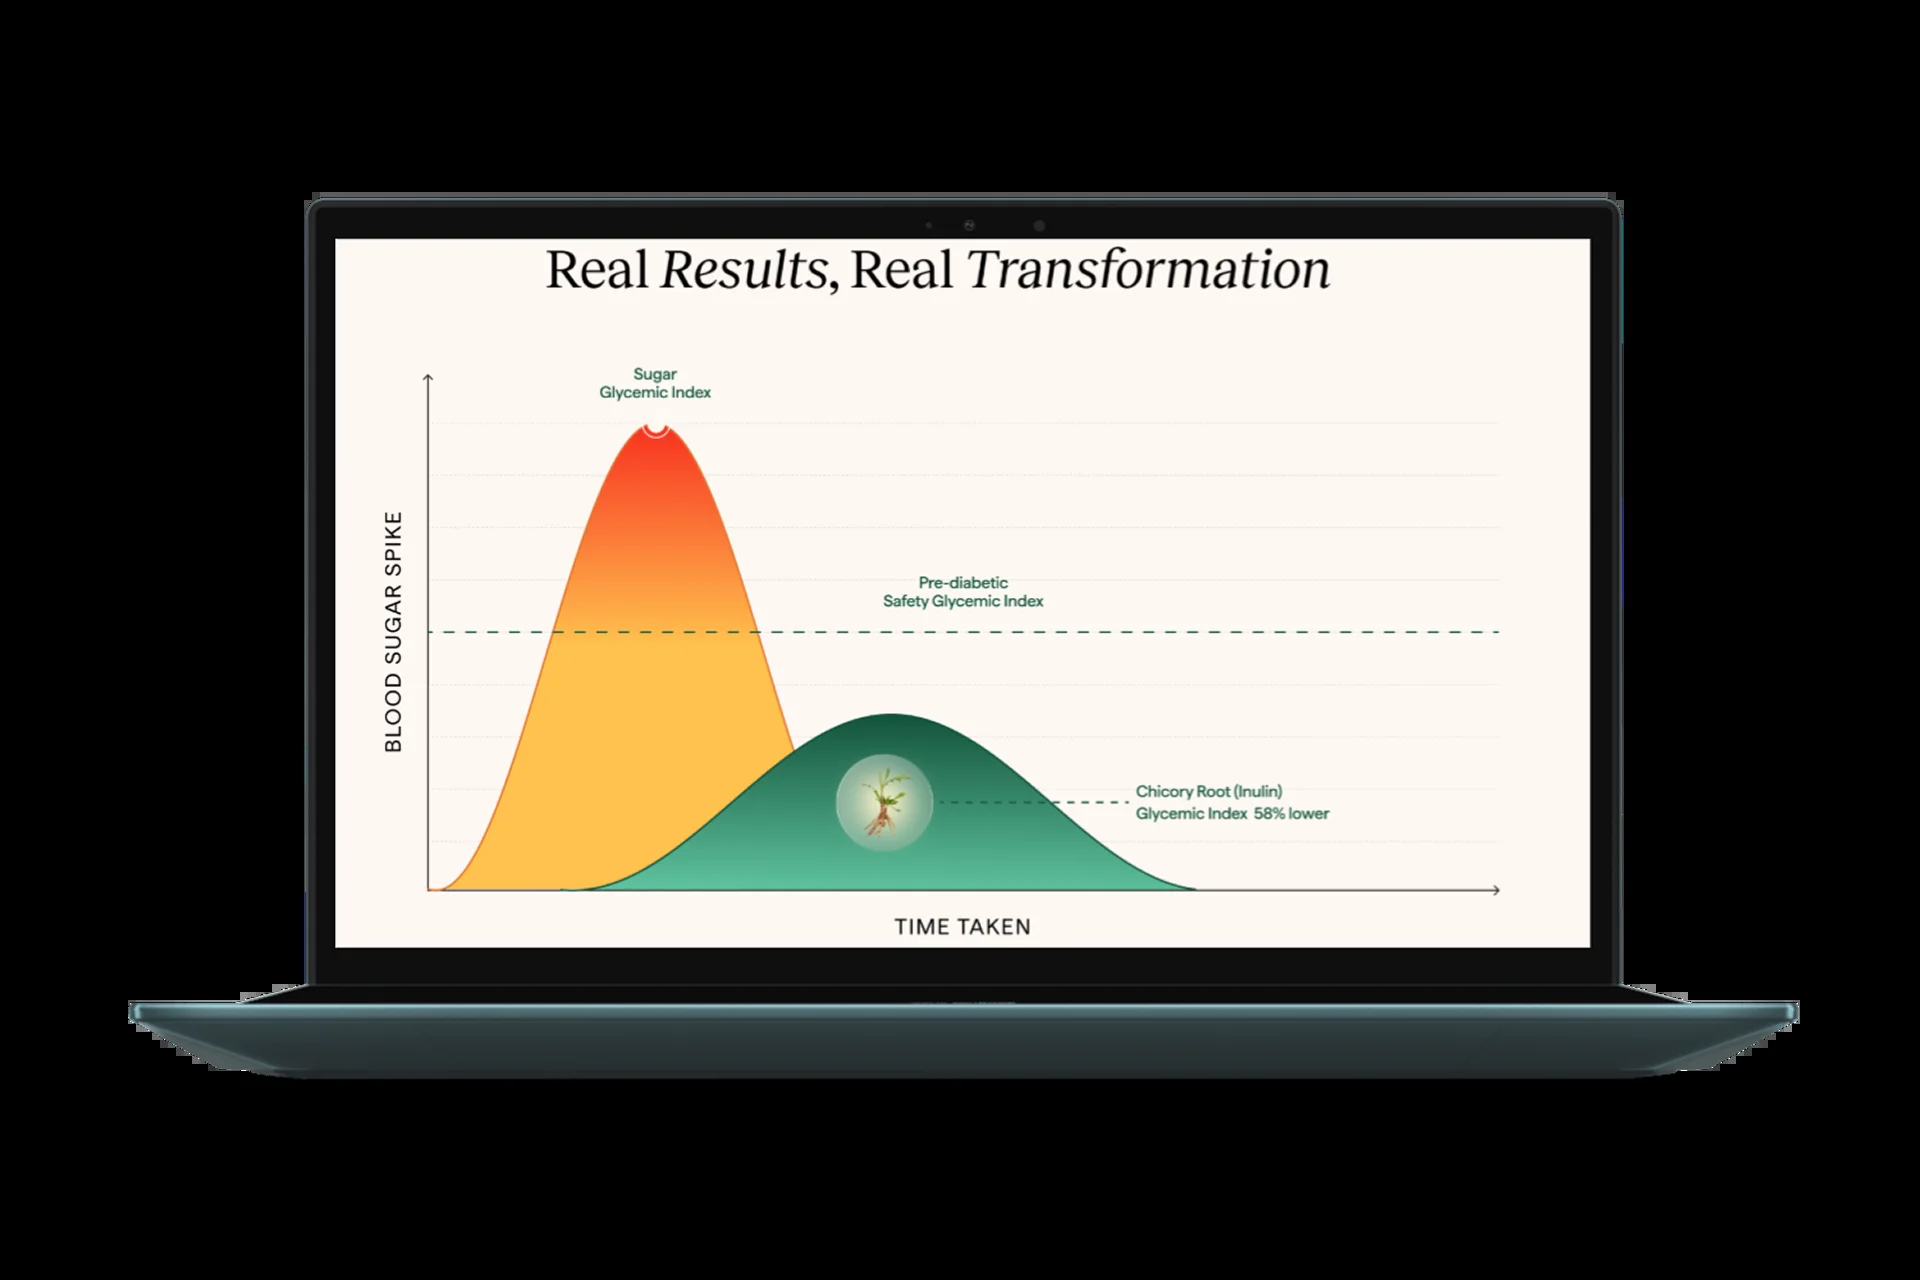 Real Results, Real Transformation
Sugar
Glycemic Index
BLOOD SUGAR SPIKE
Pre-diabetic
Safety Glycemic Index
Chicory Root (Inulin)
Glycemic Index 58% lower
TIME TAKEN